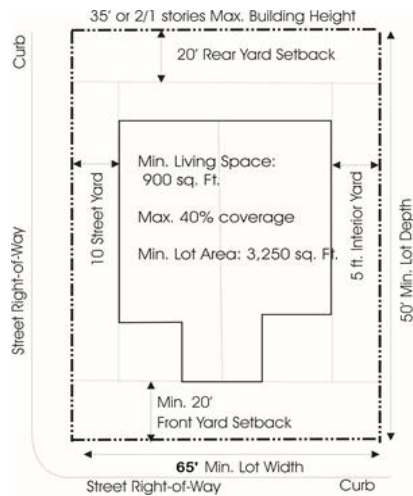 35' or 2/1 stories Max. Building Height
Curb
20' Rear Yard Setback
Min. Living Space:
900 sq. Ft.
Max. 40% coverage
Min. Lot Area: 3,250 sq. Ft.
10 Street Yard
5 ft. Interior Yard
50' Min. Lot Depth
Street Right-of-Way
Min. 20'
Front Yard Setback
65' Min. Lot Width
Street Right-of-Way
Curb